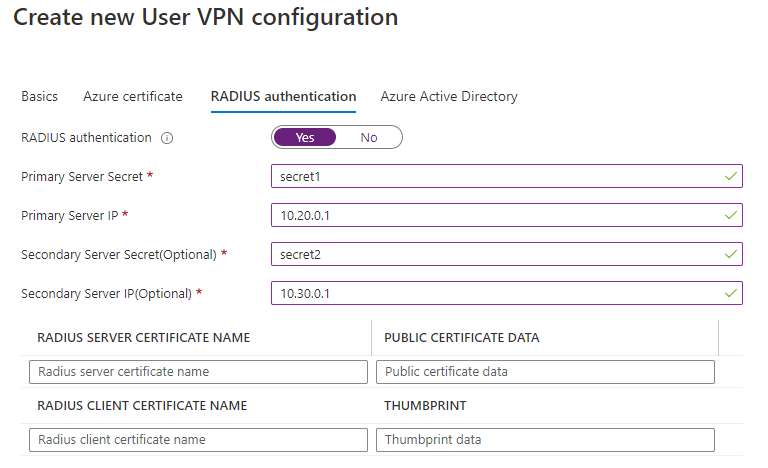 Create new User VPN configuration
Basics Azure certificate RADIUS authentication Azure Active Directory
RADIUS authentication Yes No
Primary Server Secret * secret1
Primary Server IP * 10.20.0.1
Secondary Server Secret(Optional) * secret2
Secondary Server IP(Optional) * 10.30.0.1
RADIUS SERVER CERTIFICATE NAME PUBLIC CERTIFICATE DATA
Radius server certificate name Public certificate data
RADIUS CLIENT CERTIFICATE NAME THUMBPRINT
Radius client certificate name Thumbprint data